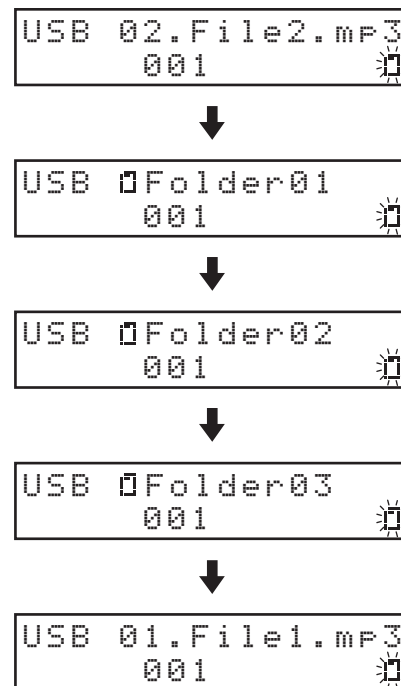 USB 02.File2.mp3
001
USB Folder01
001
USB Folder02
001
USB Folder03
001
USB 01.File1.mp3
001